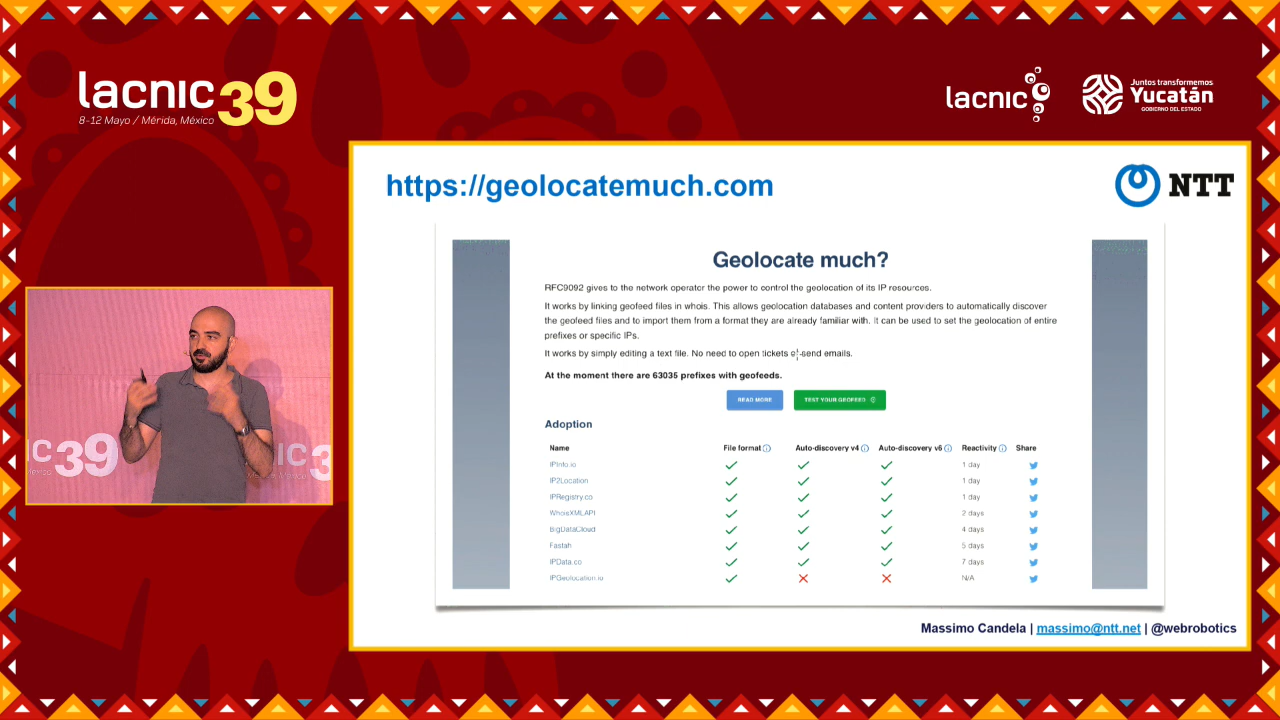 lacnic39
8-12 Mayo / Mérida, México
lacnic
Juntos transformemos
Yucatán
GOBIERNO DEL ESTADO
https://geolocatemuch.com
NTT
Geolocate much?
RFC9092 gives to the network operator the power to control the geolocation of its IP resources.
It works by linking geofeed files in whois. This allows geolocation databases and content providers to automatically discover
the geofeed files and to import them from a format they are already familiar with. It can be used to set the geolocation of entire
prefixes or specific IPs.
It works by simply editing a text file. No need to open tickets or send emails.
At the moment there are 63035 prefixes with geofeeds.
READ MORE TEST YOUR GEOFEED
Adoption
Name File format Auto-discovery v4 Auto-discovery v6 Reactivity Share
IPInfo.io 1 day
IP2Location 1 day
IPRegistry.co 1 day
WhoisXMLAPI 2 days
BigDataCloud 4 days
Fastah 5 days
IPData.co 7 days
IPGeolocation.io N/A
IC39
México
IC3
Massimo Candela | massimo@ntt.net | @webrobotics